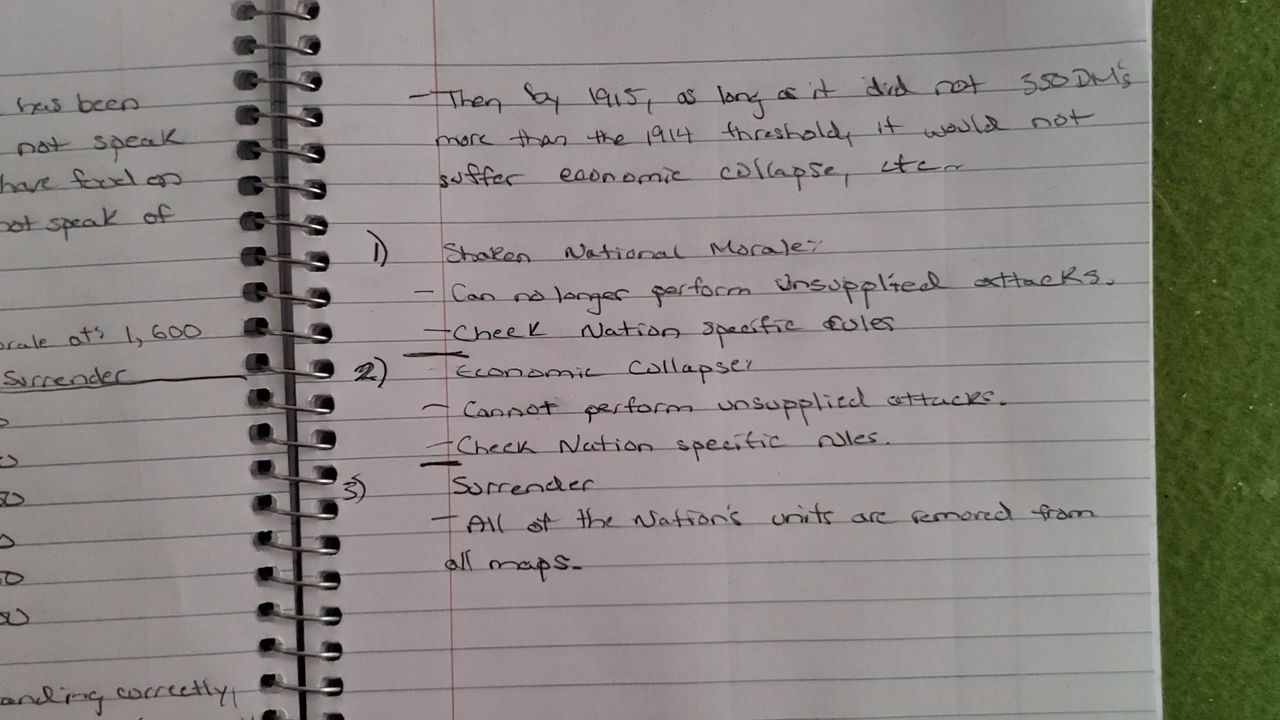 has been
not speak
have food or
not speak of
orale at: 1,600
Surrender
anding correctly,
- Then by 1915, as long as it did not 350 DM's
more than the 1914 threshold, it would not
suffer economic collapse, etc-
1) Shaken National Morale:
- Can no longer perform unsupplied attacks.
- Check Nation specific rules
2) Economic Collapse:
- Cannot perform unsupplied attacks.
- Check Nation specific rules.
3) Surrender
- All of the Nation's units are removed from
all maps.